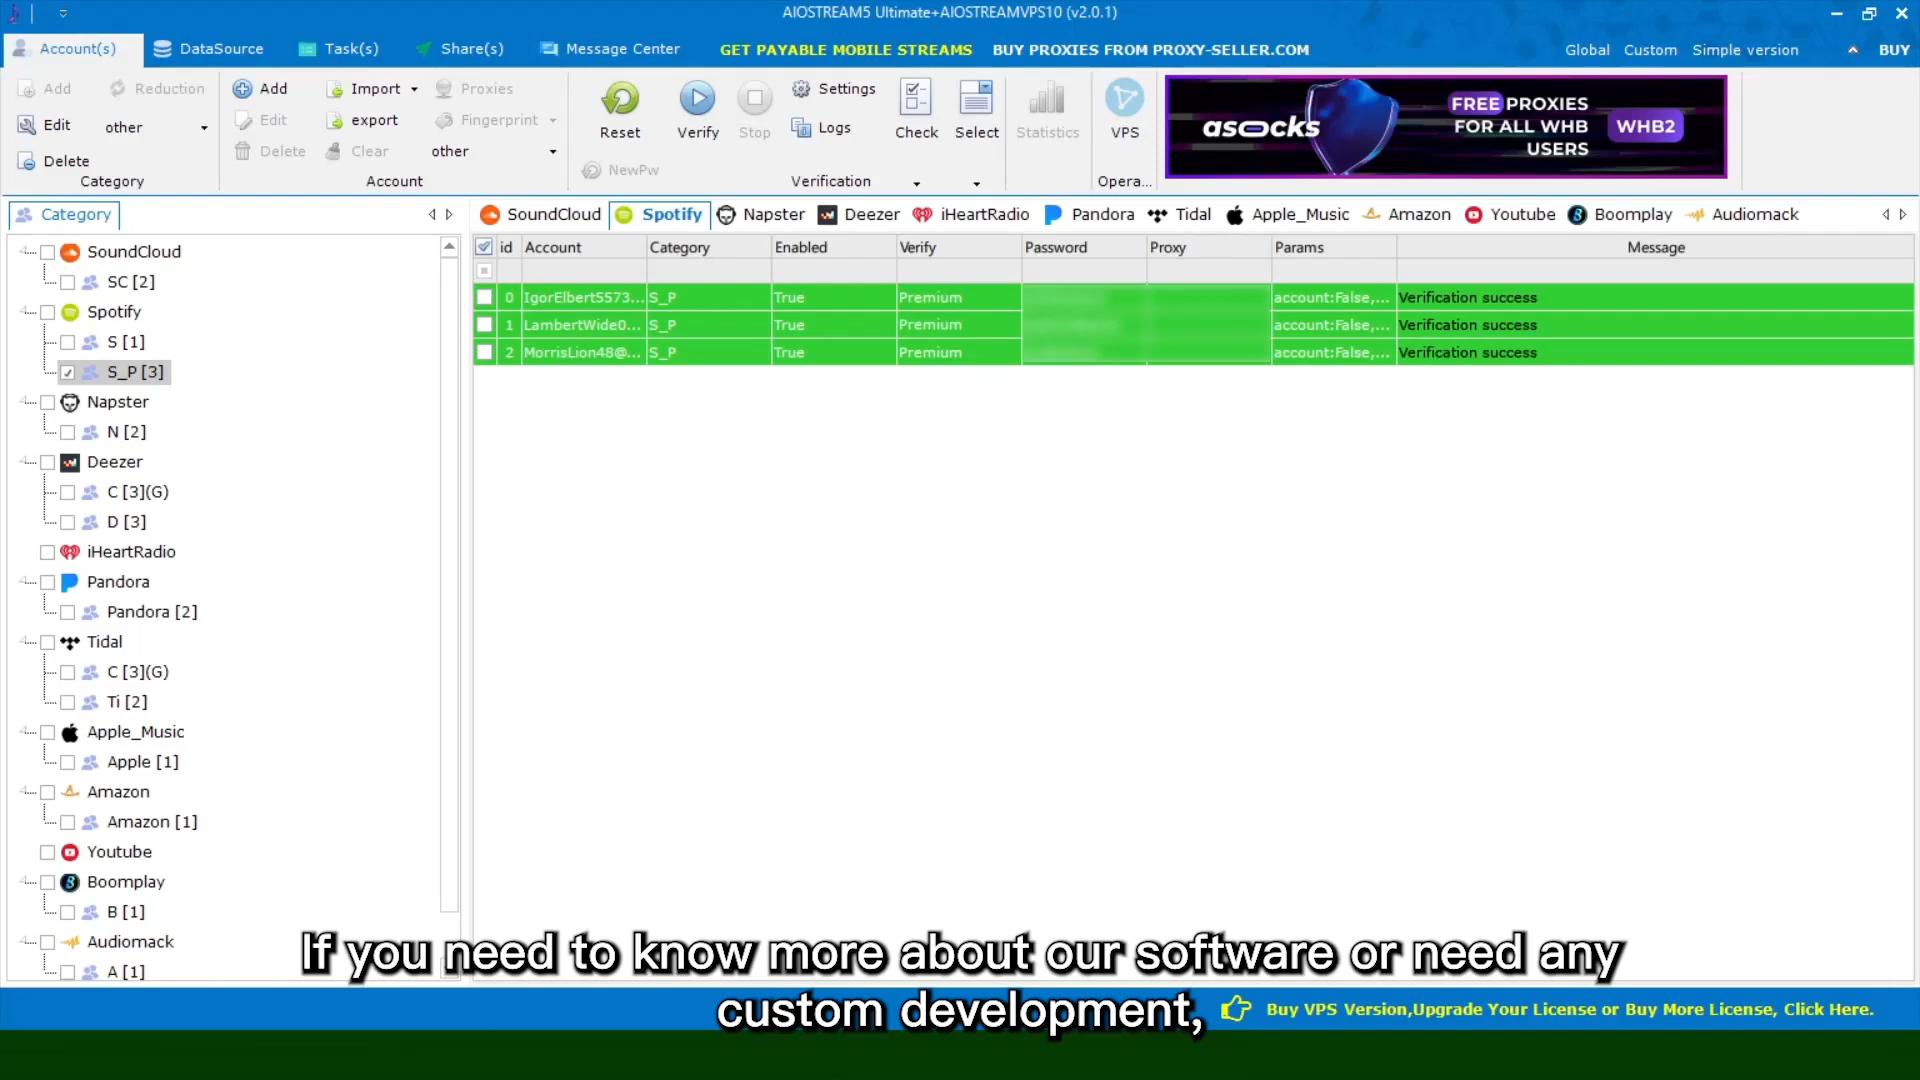 AIOSTREAM5 Ultimate+AIOSTREAMVPS10 (v2.0.1)
Account(s) DataSource Task(s) Share(s) Message Center GET PAYABLE MOBILE STREAMS BUY PROXIES FROM PROXY-SELLER.COM Global Custom Simple version BUY
Add Reduction
Edit other
Delete
Category
Add Import Proxies
Edit export Fingerprint
Delete Clear other
Account
Reset Verify Stop Settings
Logs
NewPw
Check Select
Verification
Statistics
VPS
Opera...
asocks
FREE PROXIES
FOR ALL WHB
USERS
WHB2
Category
SoundCloud Spotify Napster Deezer iHeartRadio Pandora Tidal Apple_Music Amazon Youtube Boomplay Audiomack
SoundCloud
SC [2]
Spotify
S [1]
S_P [3]
Napster
N [2]
Deezer
C [3](G)
D [3]
iHeartRadio
Pandora
Pandora [2]
Tidal
C [3](G)
Ti [2]
Apple_Music
Apple [1]
Amazon
Amazon [1]
Youtube
Boomplay
B [1]
Audiomack
A [1]
id Account Category Enabled Verify Password Proxy Params Message
0 IgorElbert5573... S_P True Premium account:False,... Verification success
1 LambertWide0... S_P True Premium account:False,... Verification success
2 MorrisLion48@... S_P True Premium account:False,... Verification success
If you need to know more about our software or need any
custom development,
Buy VPS Version,Upgrade Your License or Buy More License, Click Here.